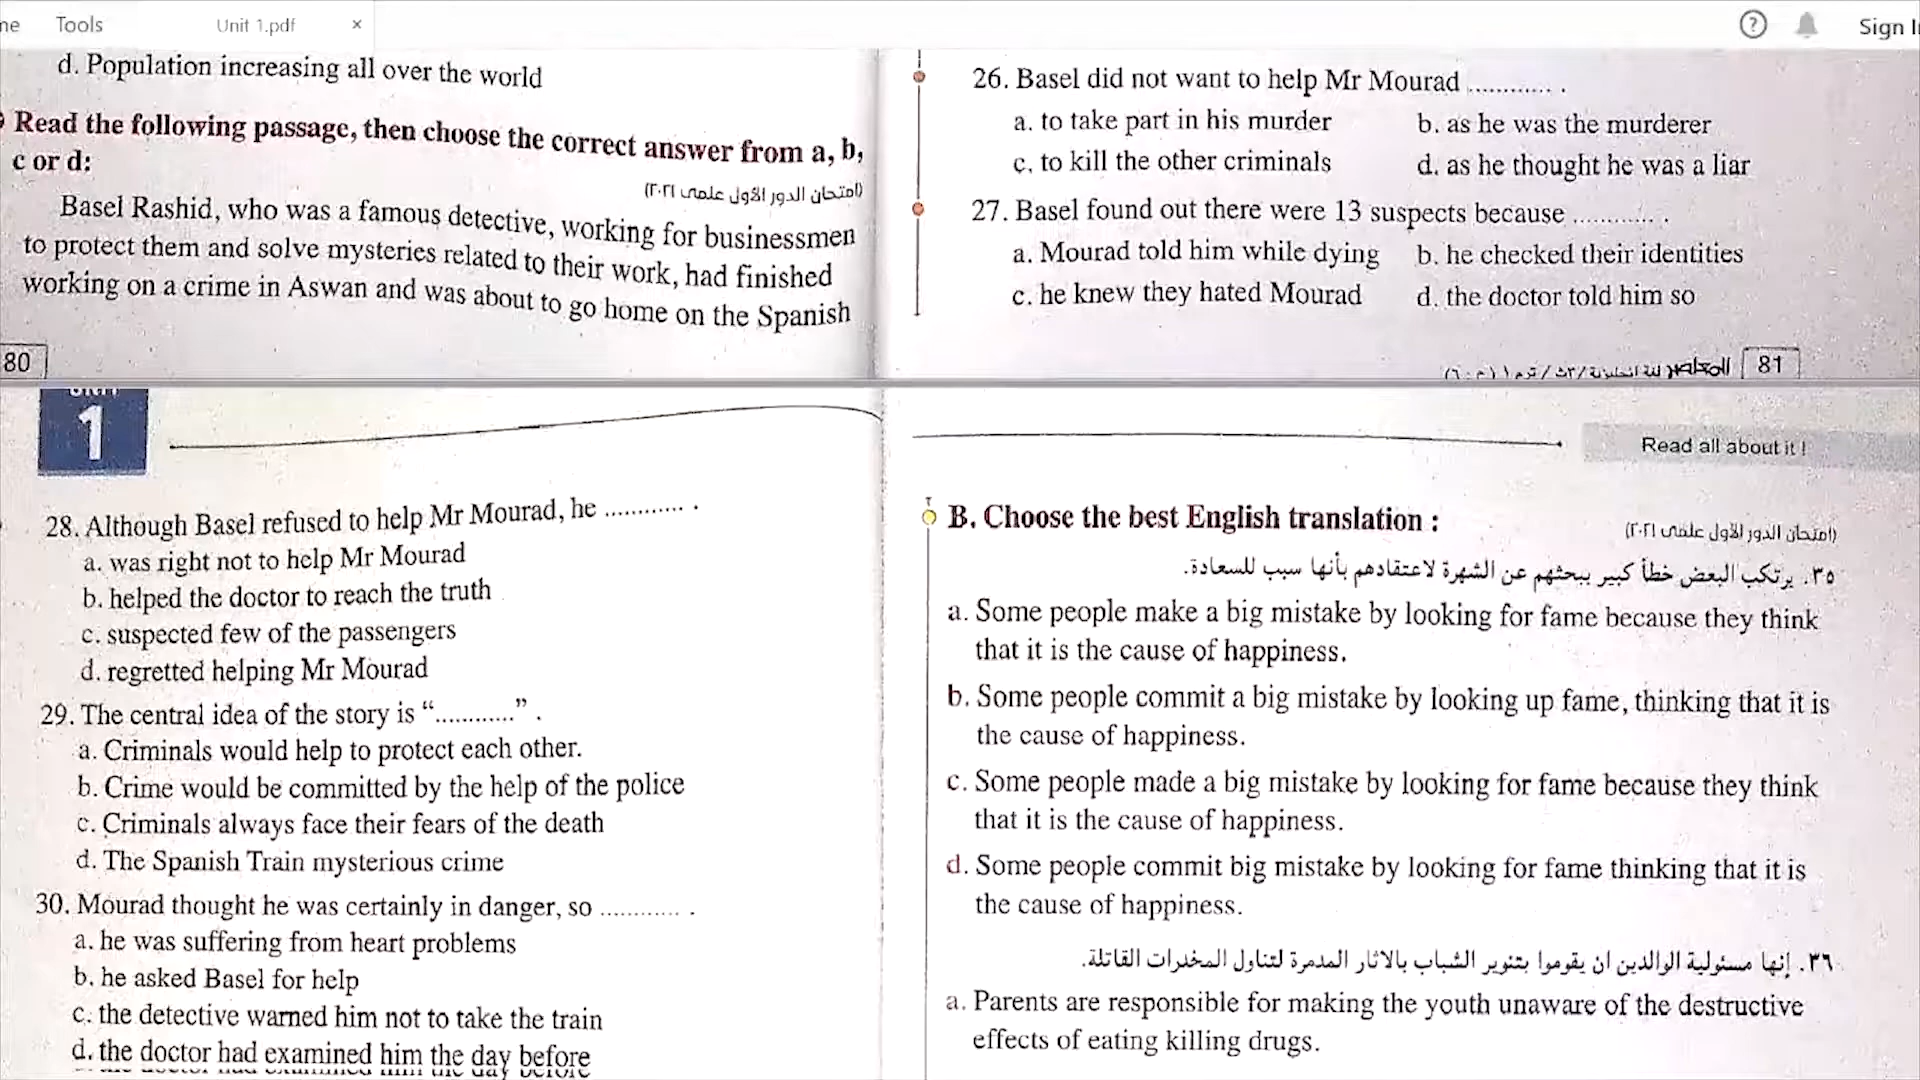 Tools
Unit 1.pdf
×
?
Sign
d. Population increasing all over the world
Read the following passage, then choose the correct answer from a, b,
c or d:
(امتحان الدور الأول علمى ٢٠٢١)
Basel Rashid, who was a famous detective, working for businessmen
to protect them and solve mysteries related to their work, had finished
working on a crime in Aswan and was about to go home on the Spanish
80
26. Basel did not want to help Mr Mourad ............ .
a. to take part in his murder
b. as he was the murderer
c. to kill the other criminals
d. as he thought he was a liar
27. Basel found out there were 13 suspects because ............ .
a. Mourad told him while dying
b. he checked their identities
c. he knew they hated Mourad
d. the doctor told him so
المعاصر
81
1
28. Although Basel refused to help Mr Mourad, he ............ .
a. was right not to help Mr Mourad
b. helped the doctor to reach the truth
c. suspected few of the passengers
d. regretted helping Mr Mourad
29. The central idea of the story is “............” .
a. Criminals would help to protect each other.
b. Crime would be committed by the help of the police
c. Criminals always face their fears of the death
d. The Spanish Train mysterious crime
30. Mourad thought he was certainly in danger, so ............ .
a. he was suffering from heart problems
b. he asked Basel for help
c. the detective warned him not to take the train
d. the doctor had examined him the day before
Read all about it !
B. Choose the best English translation :
(امتحان الدور الأول علمى ٢٠٢١)
٣٥. يرتكب البعض خطأ كبير ببحثهم عن الشهرة لاعتقادهم بأنها سبب للسعادة.
a. Some people make a big mistake by looking for fame because they think
that it is the cause of happiness.
b. Some people commit a big mistake by looking up fame, thinking that it is
the cause of happiness.
c. Some people made a big mistake by looking for fame because they think
that it is the cause of happiness.
d. Some people commit big mistake by looking for fame thinking that it is
the cause of happiness.
٣٦. إنها مسئولية الوالدين ان يقوموا بتنوير الشباب بالاثار المدمرة لتناول المخدرات القاتلة.
a. Parents are responsible for making the youth unaware of the destructive
effects of eating killing drugs.